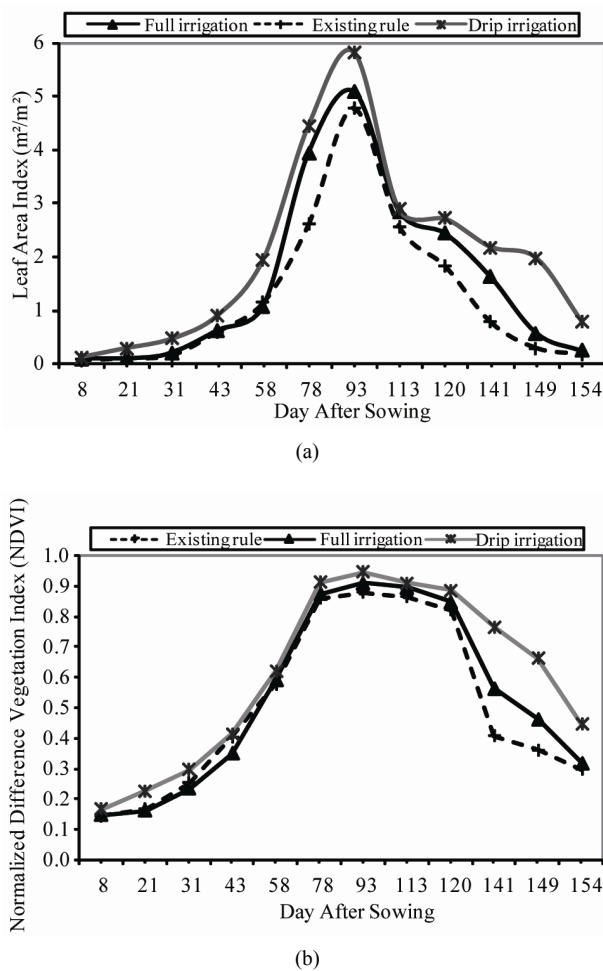 Full irrigation Existing rule Drip irrigation
6
5
4
3
2
1
0
Leaf Area Index (m²/m²)
8 21 31 43 58 78 93 113 120 141 149 154
Day After Sowing
(a)
Existing rule Full irrigation Drip irrigation
1.0
0.9
0.8
0.7
0.6
0.5
0.4
0.3
0.2
0.1
0.0
Normalized Difference Vegetation Index (NDVI)
8 21 31 43 58 78 93 113 120 141 149 154
Day After Sowing
(b)